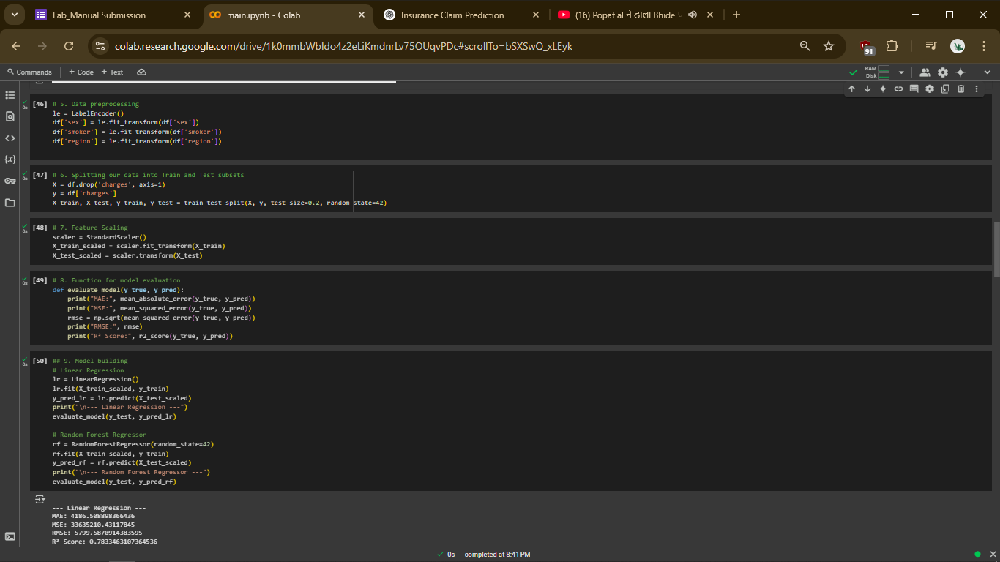 Lab_Manual Submission
main.ipynb - Colab
Insurance Claim Prediction
(16) Popatlal ने डाला Bhide
colab.research.google.com/drive/1k0mmbWbIdo4z2eLiKmdnrLv75OUqvPDc#scrollTo=bSXSwQ_xLEyk
91
Commands + Code + Text
RAM
Disk
[46] # 5. Data preprocessing
le = LabelEncoder()
df['sex'] = le.fit_transform(df['sex'])
df['smoker'] = le.fit_transform(df['smoker'])
df['region'] = le.fit_transform(df['region'])
0s
[47] # 6. Splitting our data into Train and Test subsets
X = df.drop('charges', axis=1)
y = df['charges']
X_train, X_test, y_train, y_test = train_test_split(X, y, test_size=0.2, random_state=42)
0s
[48] # 7. Feature Scaling
scaler = StandardScaler()
X_train_scaled = scaler.fit_transform(X_train)
X_test_scaled = scaler.transform(X_test)
0s
[49] # 8. Function for model evaluation
def evaluate_model(y_true, y_pred):
    print("MAE:", mean_absolute_error(y_true, y_pred))
    print("MSE:", mean_squared_error(y_true, y_pred))
    rmse = np.sqrt(mean_squared_error(y_true, y_pred))
    print("RMSE:", rmse)
    print("R² Score:", r2_score(y_true, y_pred))
0s
[50] ## 9. Model building
# Linear Regression
lr = LinearRegression()
lr.fit(X_train_scaled, y_train)
y_pred_lr = lr.predict(X_test_scaled)
print("\n--- Linear Regression ---")
evaluate_model(y_test, y_pred_lr)
# Random Forest Regressor
rf = RandomForestRegressor(random_state=42)
rf.fit(X_train_scaled, y_train)
y_pred_rf = rf.predict(X_test_scaled)
print("\n--- Random Forest Regressor ---")
evaluate_model(y_test, y_pred_rf)
0s
--- Linear Regression ---
MAE: 4186.508898366436
MSE: 33635210.43117845
RMSE: 5799.5870914383595
R² Score: 0.7833463107364536
0s completed at 8:41 PM